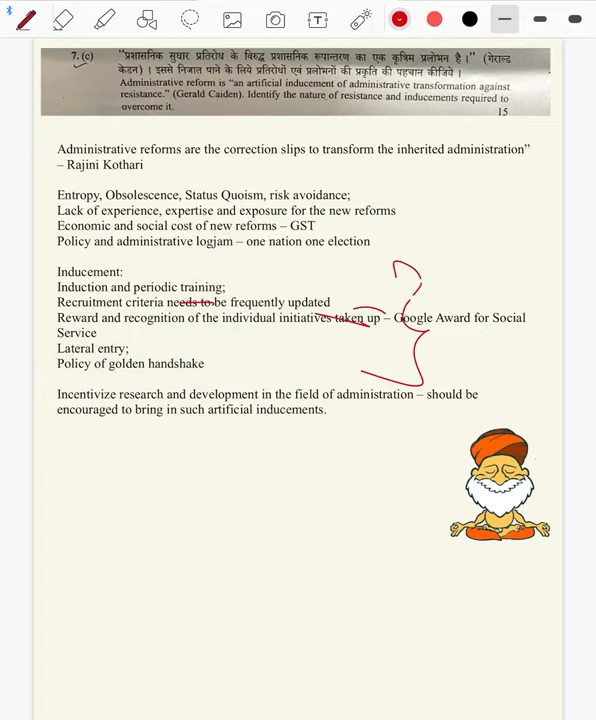 7. (c) "प्रशासनिक सुधार प्रतिरोध के विरुद्ध प्रशासनिक रूपान्तरण का एक कृत्रिम प्रलोभन है।" (गेराल्ड
केडन)। इससे निजात पाने के लिये प्रतिरोधों एवं प्रलोभनों की प्रकृति की पहचान कीजिये।
Administrative reform is "an artificial inducement of administrative transformation against
resistance." (Gerald Caiden). Identify the nature of resistance and inducements required to
overcome it.
15
Administrative reforms are the correction slips to transform the inherited administration"
– Rajini Kothari
Entropy, Obsolescence, Status Quoism, risk avoidance;
Lack of experience, expertise and exposure for the new reforms
Economic and social cost of new reforms – GST
Policy and administrative logjam – one nation one election
Inducement:
Induction and periodic training;
Recruitment criteria needs to be frequently updated
Reward and recognition of the individual initiatives taken up – Google Award for Social
Service
Lateral entry;
Policy of golden handshake
Incentivize research and development in the field of administration – should be
encouraged to bring in such artificial inducements.